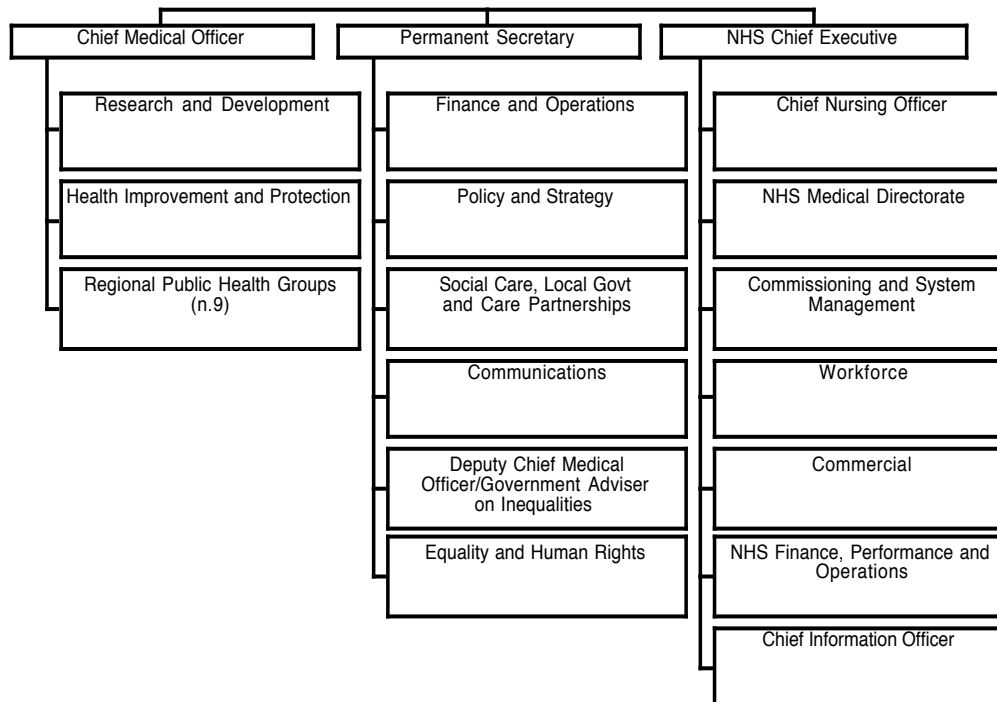 Chief Medical Officer
Permanent Secretary
NHS Chief Executive
Research and Development
Health Improvement and Protection
Regional Public Health Groups
(n.9)
Finance and Operations
Policy and Strategy
Social Care, Local Govt
and Care Partnerships
Communications
Deputy Chief Medical
Officer/Government Adviser
on Inequalities
Equality and Human Rights
Chief Nursing Officer
NHS Medical Directorate
Commissioning and System
Management
Workforce
Commercial
NHS Finance, Performance and
Operations
Chief Information Officer